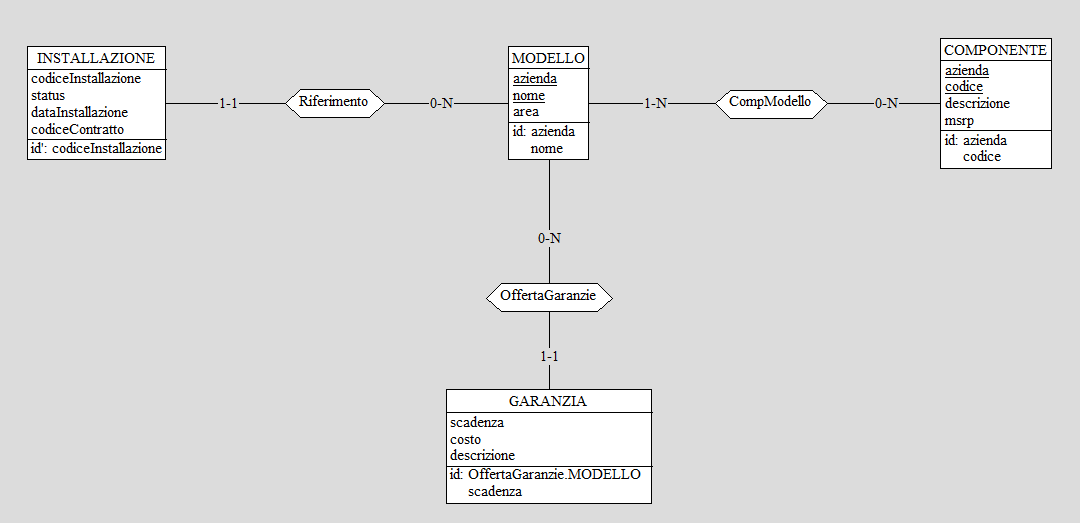 INSTALLAZIONE
codiceInstallazione
status
dataInstallazione
codiceContratto
id': codiceInstallazione
1-1
Riferimento
0-N
MODELLO
azienda
nome
area
id: azienda
nome
1-N
CompModello
0-N
COMPONENTE
azienda
codice
descrizione
msrp
id: azienda
codice
0-N
OffertaGaranzie
1-1
GARANZIA
scadenza
costo
descrizione
id: OffertaGaranzie.MODELLO
scadenza